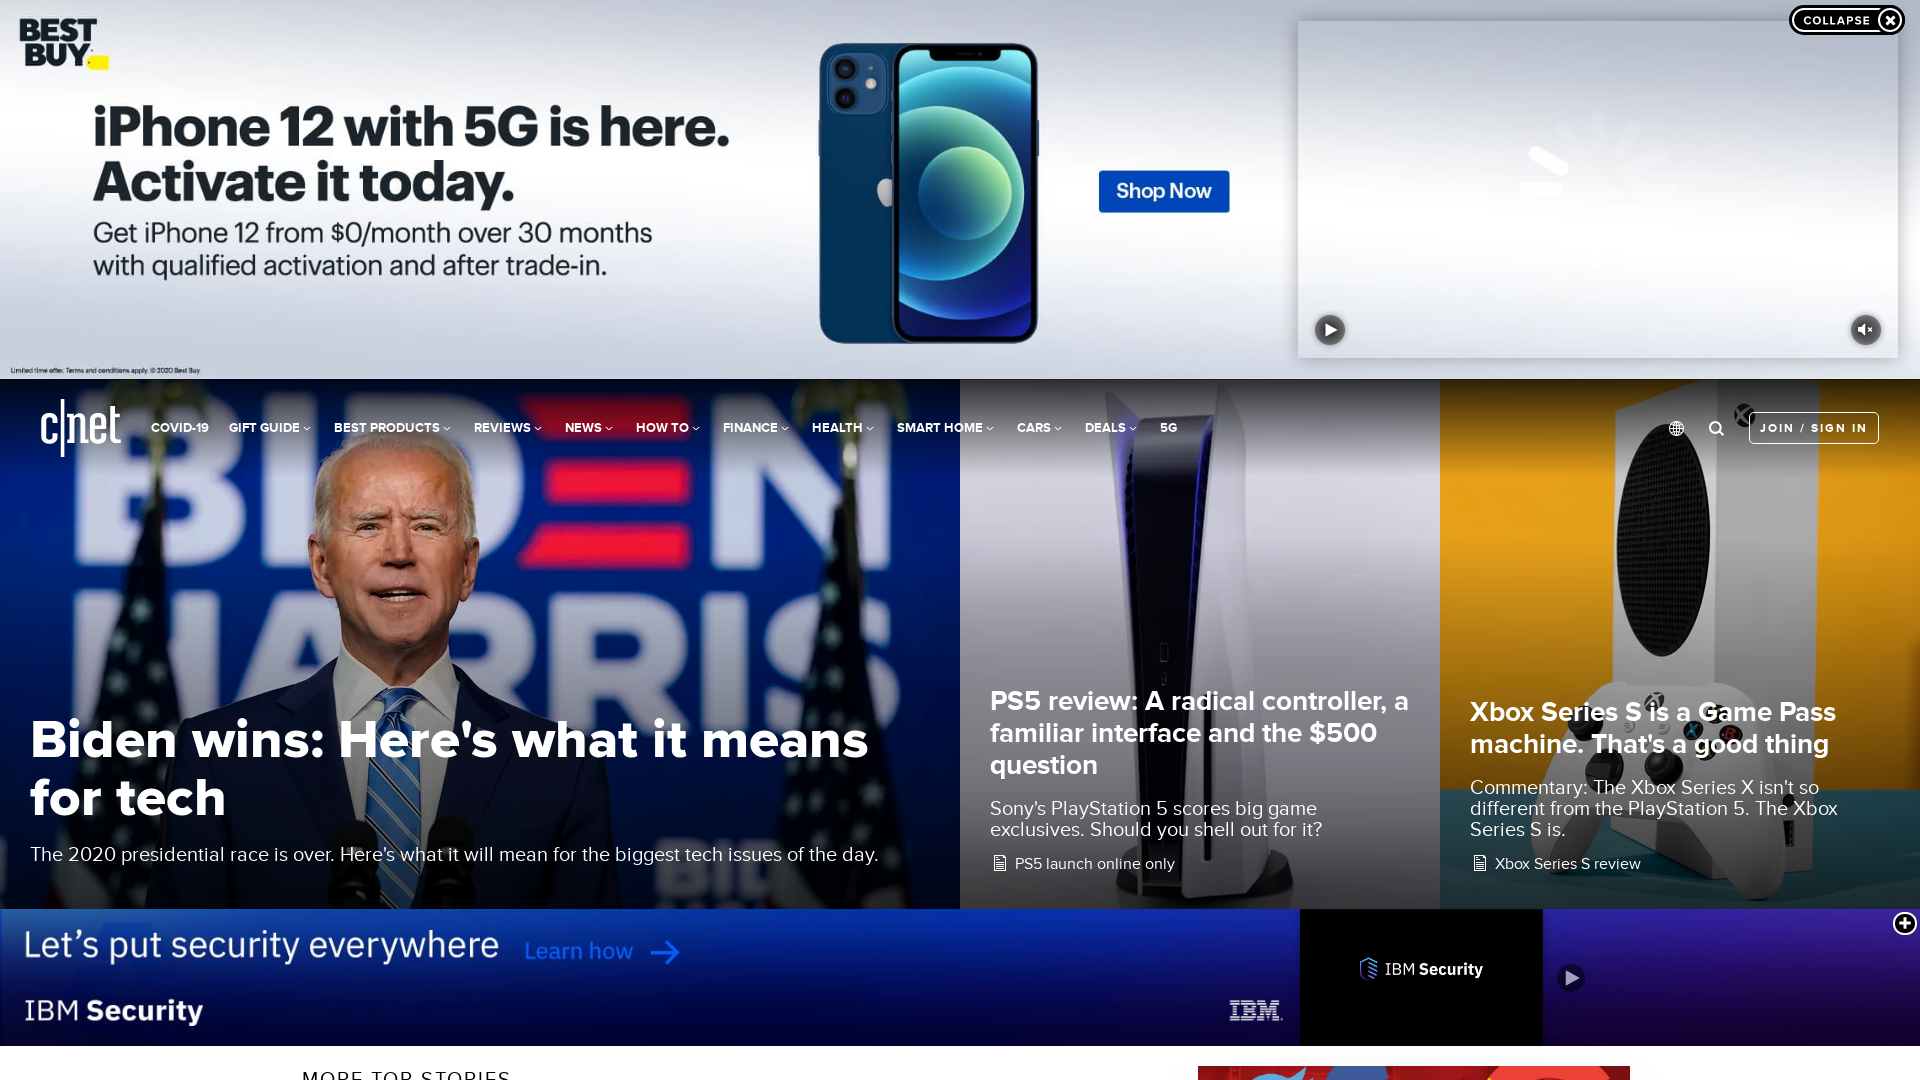 BEST
BUY
COLLAPSE
iPhone 12 with 5G is here.
Activate it today.
Get iPhone 12 from $0/month over 30 months
with qualified activation and after trade-in.
Shop Now
Limited time offer. Terms and conditions apply. © 2020 Best Buy
c|net
COVID-19 GIFT GUIDE BEST PRODUCTS REVIEWS NEWS HOW TO FINANCE HEALTH SMART HOME CARS DEALS 5G
JOIN / SIGN IN
BIDEN
HARRIS
Biden wins: Here's what it means
for tech
The 2020 presidential race is over. Here's what it will mean for the biggest tech issues of the day.
PS5 review: A radical controller, a
familiar interface and the $500
question
Sony's PlayStation 5 scores big game
exclusives. Should you shell out for it?
PS5 launch online only
Xbox Series S is a Game Pass
machine. That's a good thing
Commentary: The Xbox Series X isn't so
different from the PlayStation 5. The Xbox
Series S is.
Xbox Series S review
Let's put security everywhere
Learn how
IBM Security
IBM
IBM Security
MORE TOP STORIES